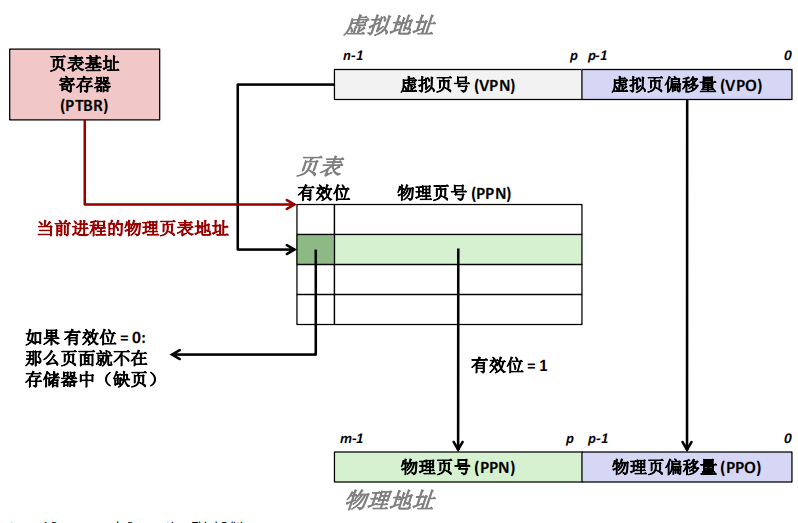 虚拟地址
n-1 p p-1 0
页表基址
寄存器
(PTBR)
虚拟页号 (VPN) 虚拟页偏移量 (VPO)
页表
有效位 物理页号 (PPN)
当前进程的物理页表地址
如果 有效位 = 0:
那么页面就不在
存储器中（缺页）
有效位 = 1
m-1 p p-1 0
物理页号 (PPN) 物理页偏移量 (PPO)
物理地址